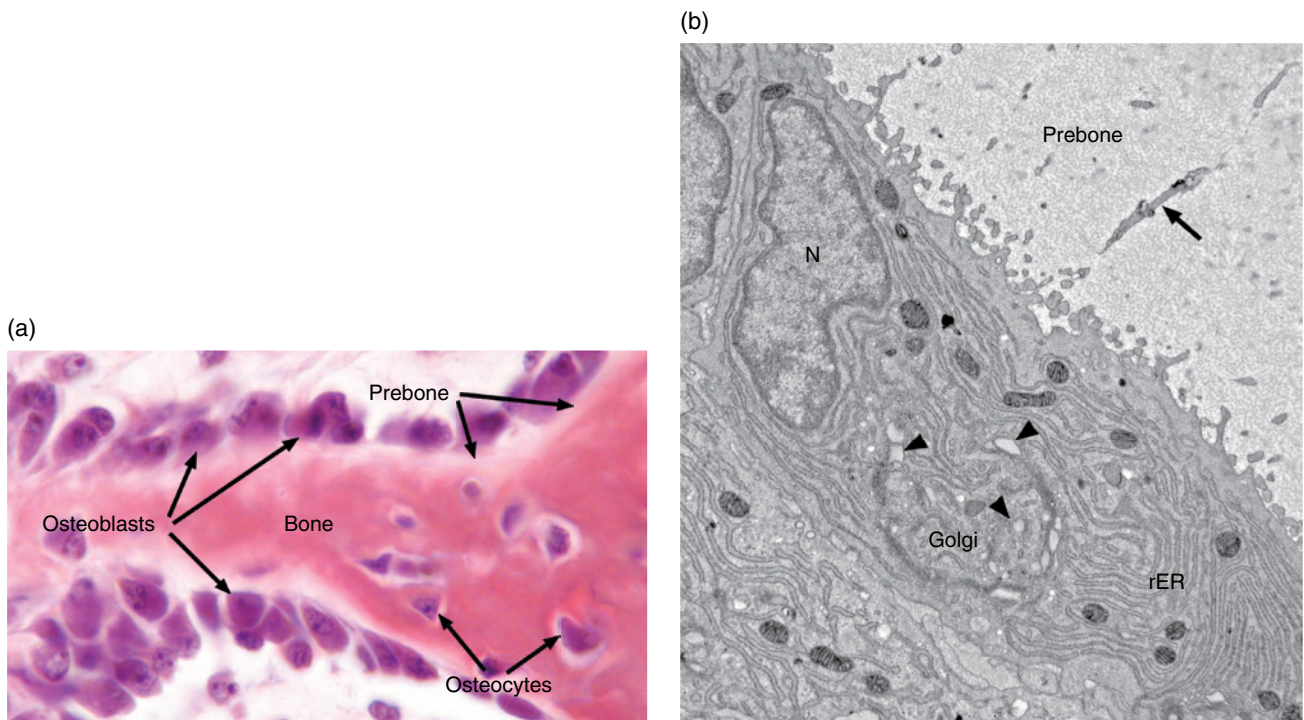 (a)
Prebone
Osteoblasts
Bone
Osteocytes
(b)
Prebone
N
Golgi
rER